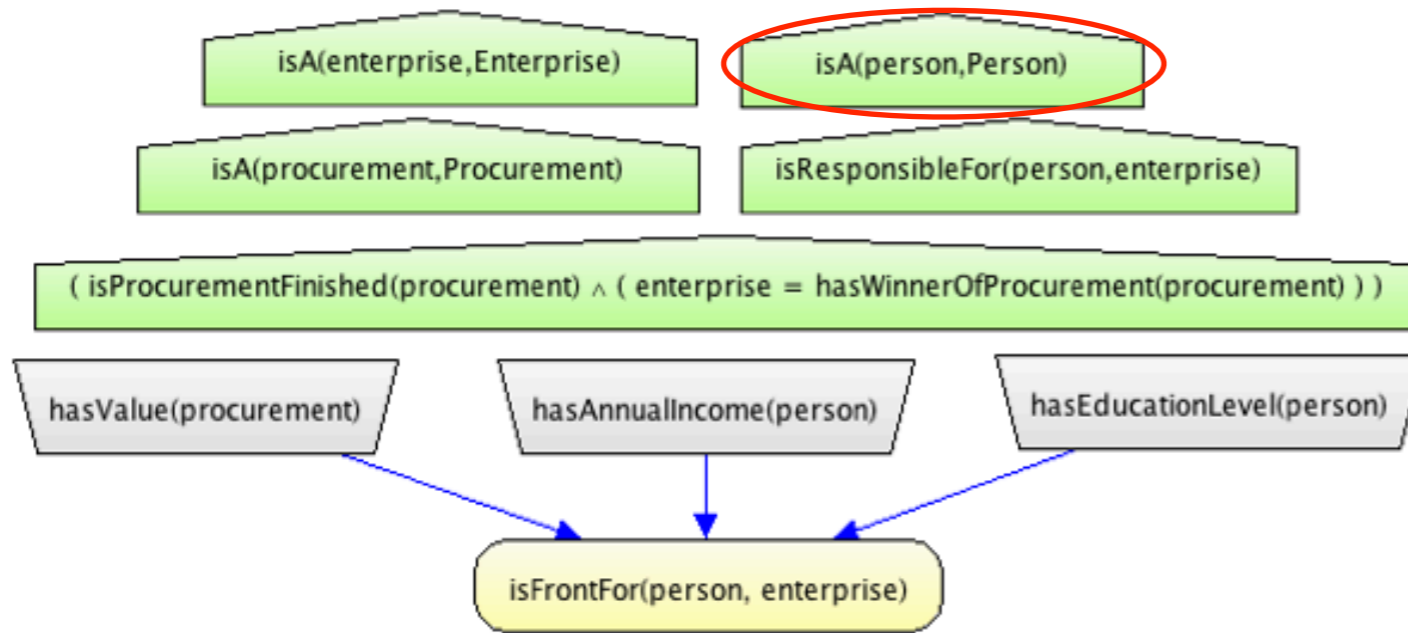 isA(enterprise,Enterprise)
isA(person,Person)
isA(procurement,Procurement)
isResponsibleFor(person,enterprise)
( isProcurementFinished(procurement) ∧ ( enterprise = hasWinnerOfProcurement(procurement) ) )
hasValue(procurement)
hasAnnualIncome(person)
hasEducationLevel(person)
isFrontFor(person, enterprise)